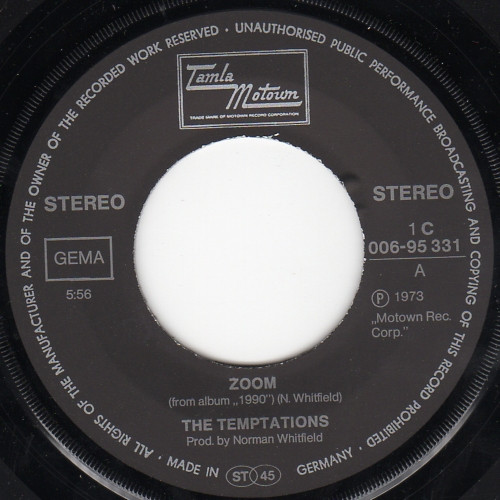 ALL RIGHTS OF THE MANUFACTURER AND OF THE OWNER OF THE RECORDED WORK RESERVED • UNAUTHORISED PUBLIC PERFORMANCE BROADCASTING AND COPYING OF THIS RECORD PROHIBITED • MADE IN GERMANY •
Tamla
Motown
TRADE MARK OF MOTOWN RECORD CORPORATION
STEREO
STEREO
1 C
006-95 331
GEMA
A
5:56
Ⓟ 1973
„Motown Rec.
Corp."
ZOOM
(from album „1990") (N. Whitfield)
THE TEMPTATIONS
Prod. by Norman Whitfield
ST 45